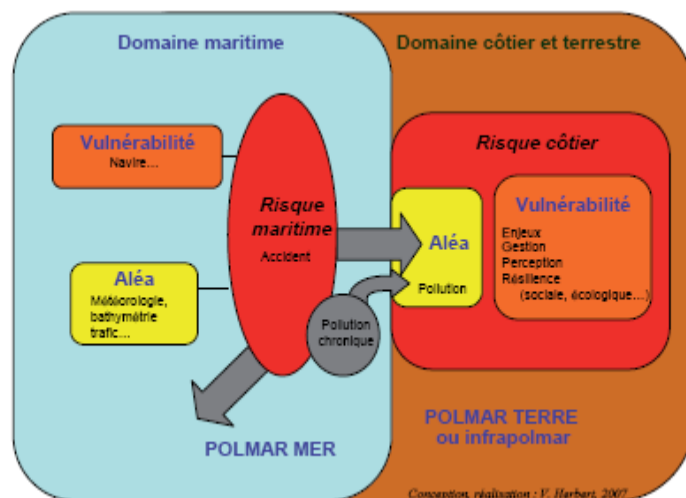 Domaine maritime
Domaine côtier et terrestre
Vulnérabilité
Navire...
Risque
maritime
Accident
Aléa
Météorologie,
bathymétrie
trafic...
Pollution
chronique
POLMAR MER
Risque côtier
Aléa
Pollution
Vulnérabilité
Enjeux
Gestion
Perception
Résilience
(sociale, écologique...)
POLMAR TERRE
ou infrapolmar
Conception, réalisation : V. Herbert, 2007